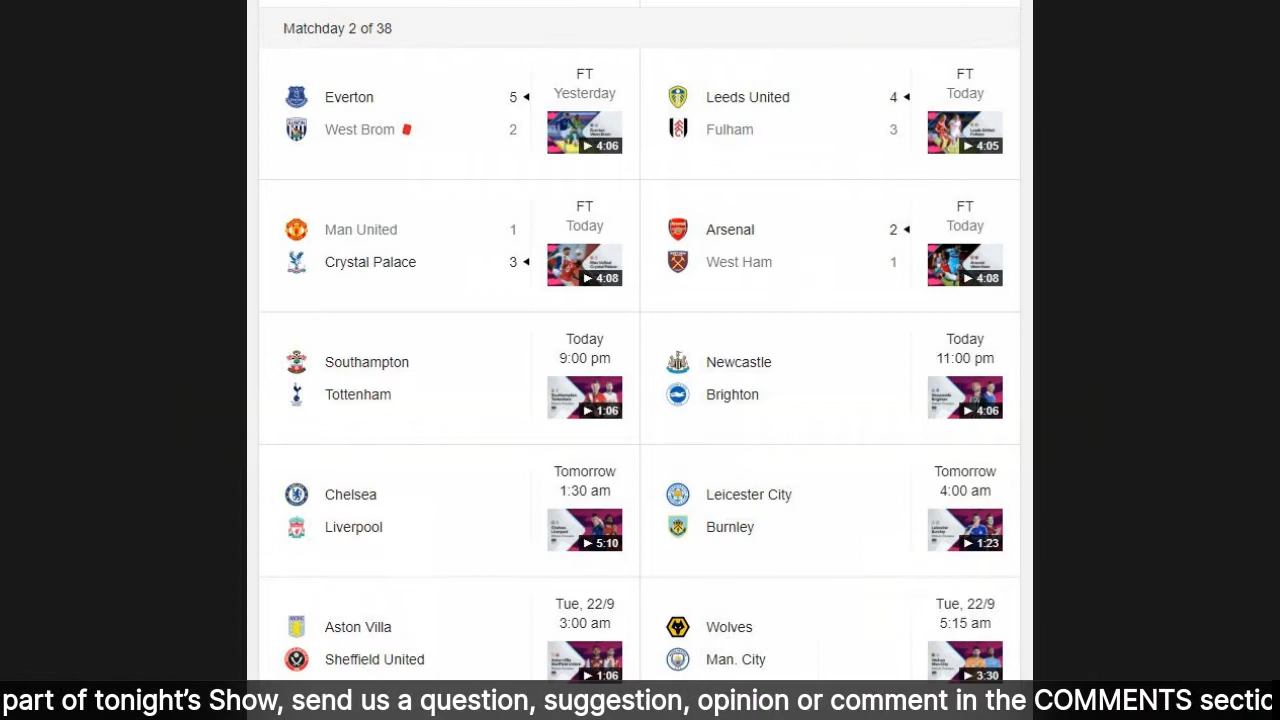 Matchday 2 of 38
FT
Yesterday
Everton 5
West Brom 2
4:06
FT
Today
Leeds United 4
Fulham 3
4:05
FT
Today
Man United 1
Crystal Palace 3
4:08
FT
Today
Arsenal 2
West Ham 1
4:08
Today
9:00 pm
Southampton
Tottenham
1:06
Today
11:00 pm
Newcastle
Brighton
4:06
Tomorrow
1:30 am
Chelsea
Liverpool
5:10
Tomorrow
4:00 am
Leicester City
Burnley
1:23
Tue, 22/9
3:00 am
Aston Villa
Sheffield United
1:06
Tue, 22/9
5:15 am
Wolves
Man. City
3:30
part of tonight's Show, send us a question, suggestion, opinion or comment in the COMMENTS sectio